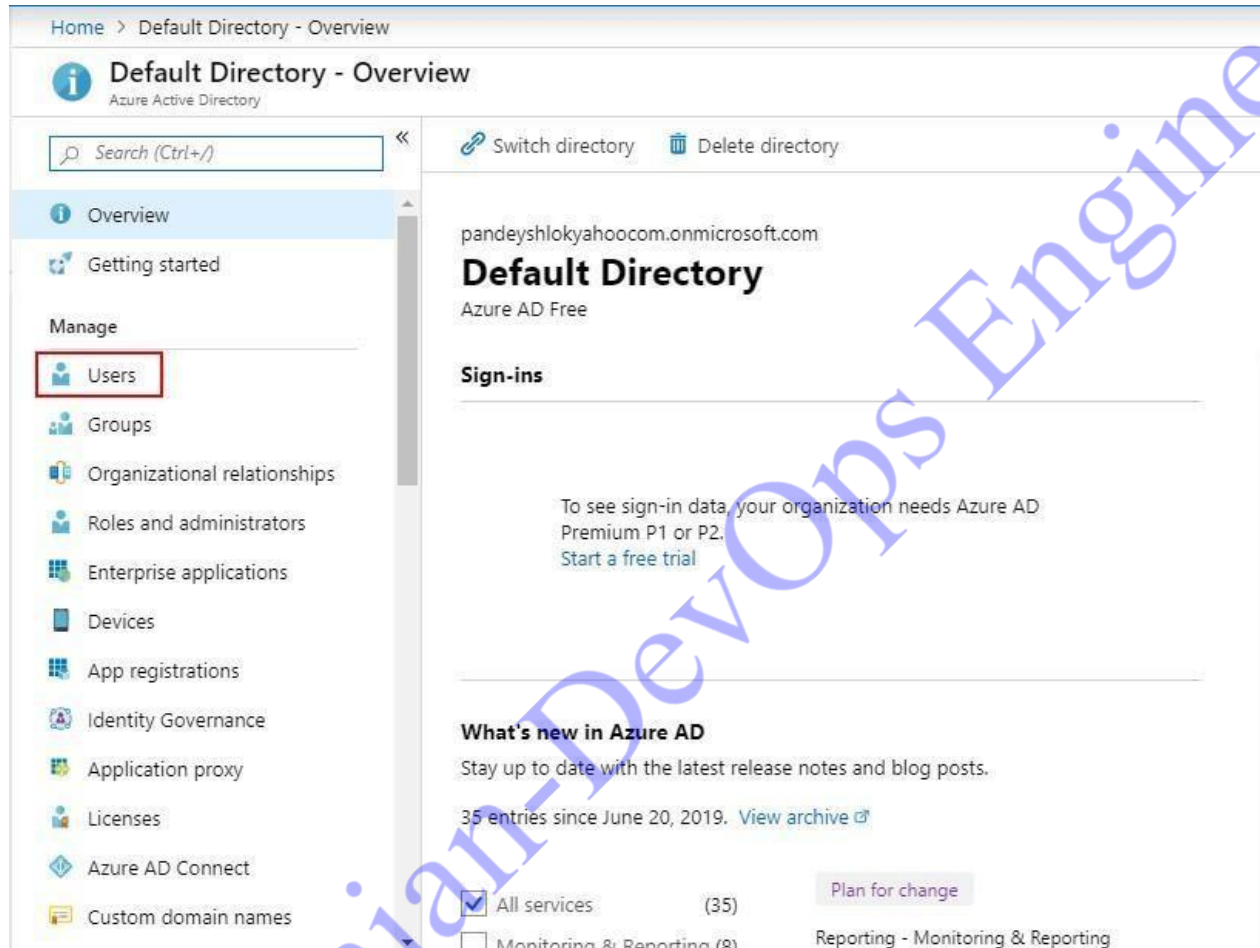 Home > Default Directory - Overview
Default Directory - Overview
Azure Active Directory
Search (Ctrl+/)
«
Overview
Getting started
Manage
Users
Groups
Organizational relationships
Roles and administrators
Enterprise applications
Devices
App registrations
Identity Governance
Application proxy
Licenses
Azure AD Connect
Custom domain names
Switch directory
Delete directory
pandeyshlokyahoocom.onmicrosoft.com
Default Directory
Azure AD Free
Sign-ins
To see sign-in data, your organization needs Azure AD
Premium P1 or P2.
Start a free trial
What's new in Azure AD
Stay up to date with the latest release notes and blog posts.
35 entries since June 20, 2019. View archive
All services (35)
Monitoring & Reporting (8)
Plan for change
Reporting - Monitoring & Reporting
DevOps